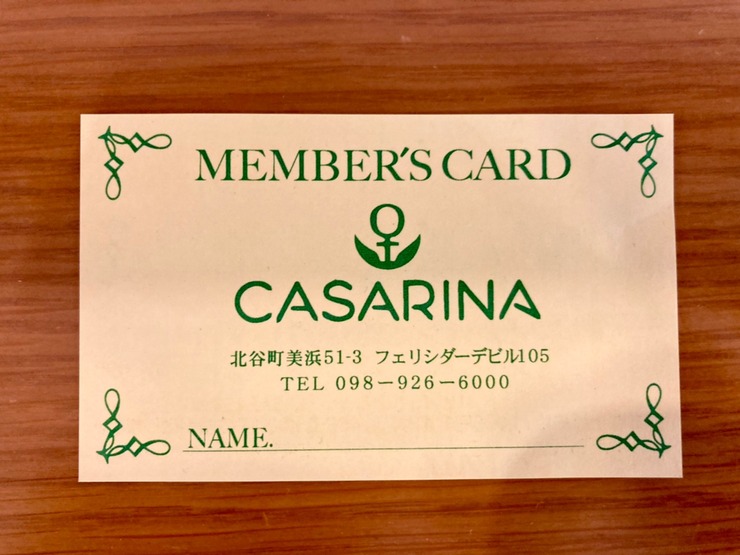 MEMBER'S CARD
CASARINA
北谷町美浜51-3 フェリシダーデビル105
TEL 098-926-6000
NAME.